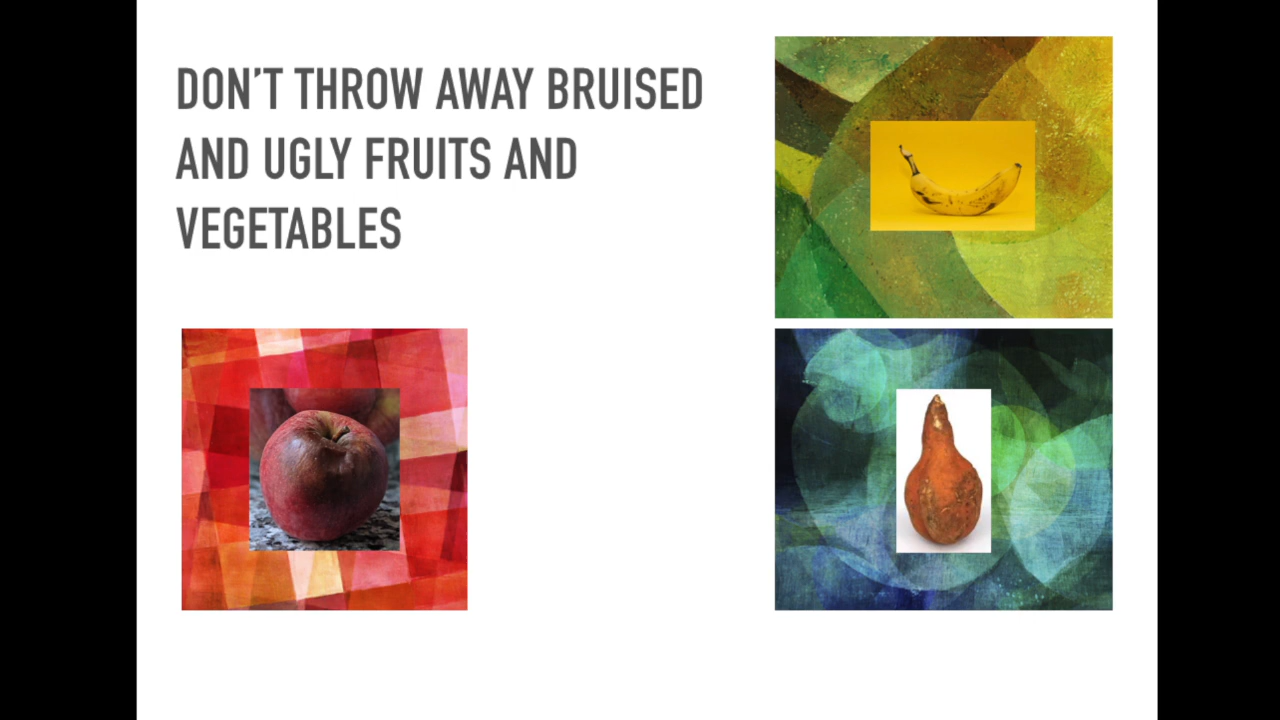 DON’T THROW AWAY BRUISED
AND UGLY FRUITS AND
VEGETABLES